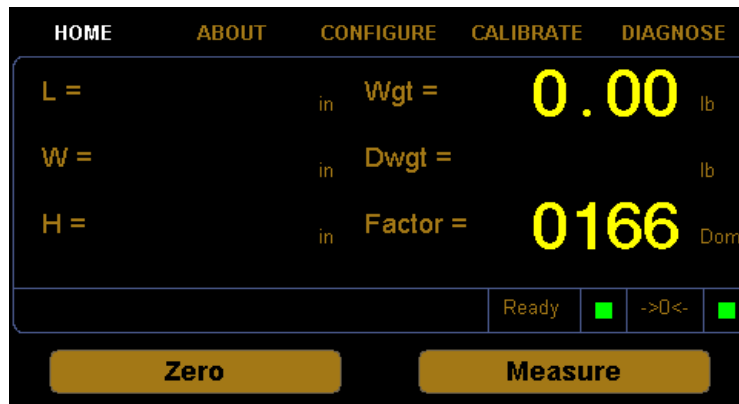 HOME ABOUT CONFIGURE CALIBRATE DIAGNOSE
L = in Wgt = 0.00 lb
W = in Dwgt = lb
H = in Factor = 0166 Dom
Ready ->0<-
Zero Measure